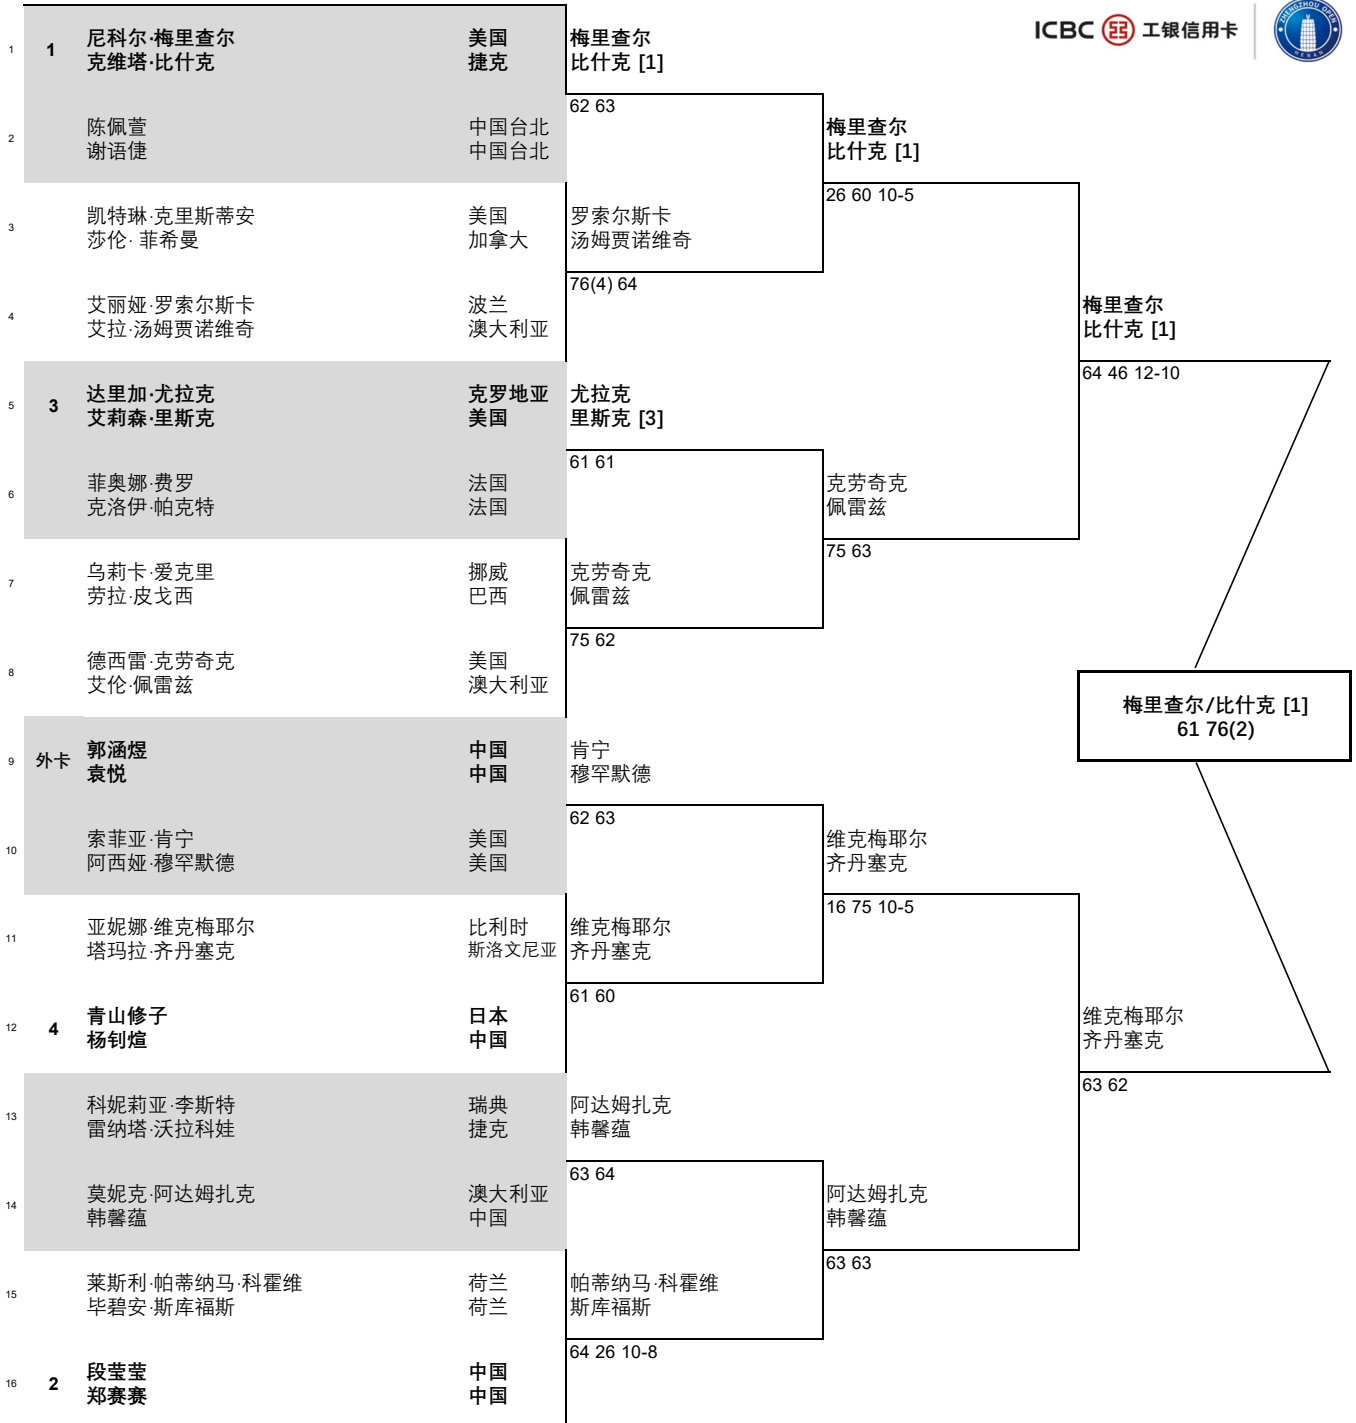 ICBC 工银信用卡
ZHENGZHOU OPEN
HENAN
1 1 尼科尔·梅里查尔 美国
克维塔·比什克 捷克
梅里查尔
比什克 [1]
62 63
2 陈佩萱 中国台北
谢语倢 中国台北
梅里查尔
比什克 [1]
26 60 10-5
3 凯特琳·克里斯蒂安 美国
莎伦· 菲希曼 加拿大
罗索尔斯卡
汤姆贾诺维奇
76(4) 64
4 艾丽娅·罗索尔斯卡 波兰
艾拉·汤姆贾诺维奇 澳大利亚
梅里查尔
比什克 [1]
64 46 12-10
5 3 达里加·尤拉克 克罗地亚
艾莉森·里斯克 美国
尤拉克
里斯克 [3]
61 61
6 菲奥娜·费罗 法国
克洛伊·帕克特 法国
克劳奇克
佩雷兹
75 63
7 乌莉卡·爱克里 挪威
劳拉·皮戈西 巴西
克劳奇克
佩雷兹
75 62
8 德西雷·克劳奇克 美国
艾伦·佩雷兹 澳大利亚
梅里查尔/比什克 [1]
61 76(2)
9 外卡 郭涵煜 中国
袁悦 中国
肯宁
穆罕默德
62 63
10 索菲亚·肯宁 美国
阿西娅·穆罕默德 美国
维克梅耶尔
齐丹塞克
16 75 10-5
11 亚妮娜·维克梅耶尔 比利时
塔玛拉·齐丹塞克 斯洛文尼亚
维克梅耶尔
齐丹塞克
61 60
12 4 青山修子 日本
杨钊煊 中国
维克梅耶尔
齐丹塞克
63 62
13 科妮莉亚·李斯特 瑞典
雷纳塔·沃拉科娃 捷克
阿达姆扎克
韩馨蕴
63 64
14 莫妮克·阿达姆扎克 澳大利亚
韩馨蕴 中国
阿达姆扎克
韩馨蕴
63 63
15 莱斯利·帕蒂纳马·科霍维 荷兰
毕碧安·斯库福斯 荷兰
帕蒂纳马·科霍维
斯库福斯
64 26 10-8
16 2 段莹莹 中国
郑赛赛 中国